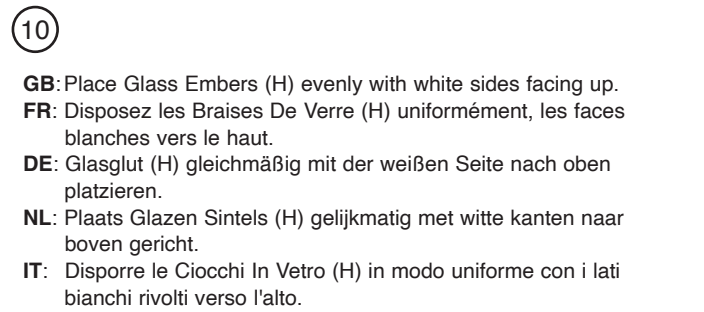 10
GB: Place Glass Embers (H) evenly with white sides facing up.
FR: Disposez les Braises De Verre (H) uniformément, les faces
blanches vers le haut.
DE: Glasglut (H) gleichmäßig mit der weißen Seite nach oben
platzieren.
NL: Plaats Glazen Sintels (H) gelijkmatig met witte kanten naar
boven gericht.
IT: Disporre le Ciocchi In Vetro (H) in modo uniforme con i lati
bianchi rivolti verso l'alto.